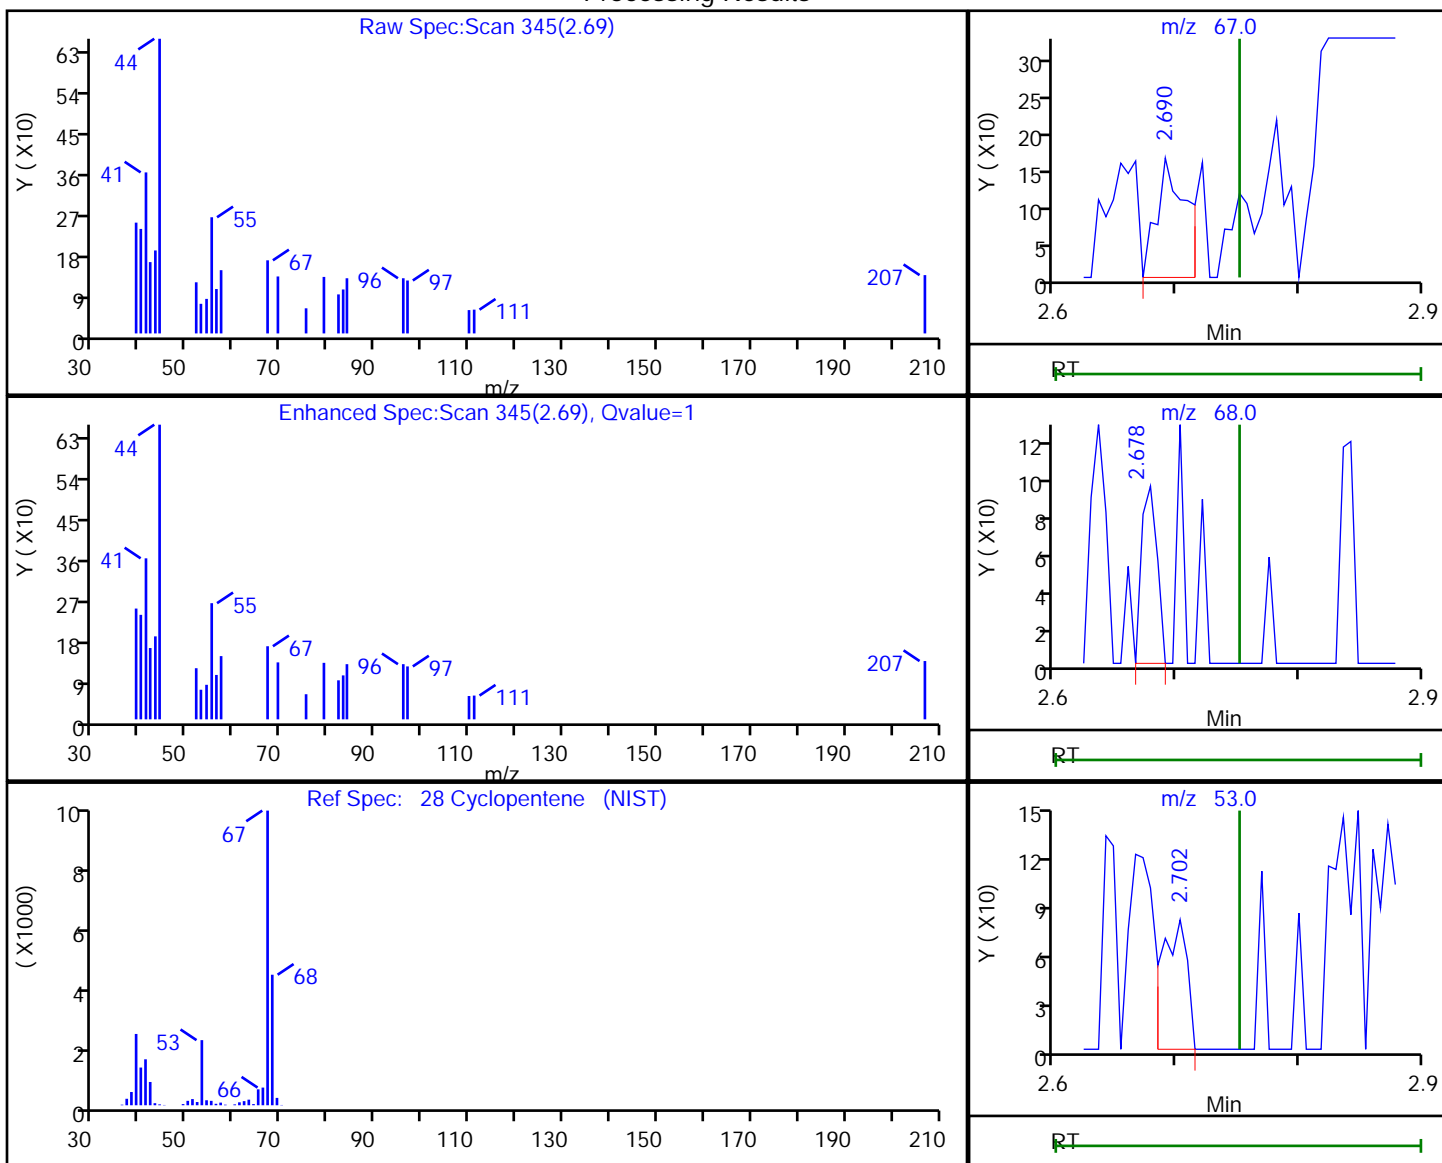 Processing Results
Raw Spec:Scan 345(2.69)
Y ( X10)
63
54
45
36
27
18
9
0
44
41
55
67
96
97
111
207
30 50 70 90 110 130 150 170 190 210
m/z
m/z 67.0
Y ( X10)
30
25
20
15
10
5
0
2.690
2.6 2.9
Min
RT
Enhanced Spec:Scan 345(2.69), Qvalue=1
Y ( X10)
63
54
45
36
27
18
9
0
44
41
55
67
96
97
111
207
30 50 70 90 110 130 150 170 190 210
m/z
m/z 68.0
Y ( X10)
12
10
8
6
4
2
0
2.678
2.6 2.9
Min
RT
Ref Spec: 28 Cyclopentene (NIST)
( X1000)
10
8
6
4
2
0
67
68
53
66
30 50 70 90 110 130 150 170 190 210
m/z 53.0
Y ( X10)
15
12
9
6
3
0
2.702
2.6 2.9
Min
RT